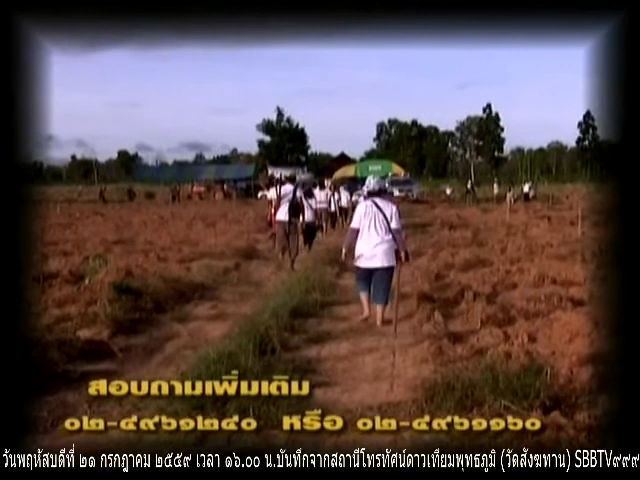 สอบถามเพิ่มเติม
๐๒-๔๙๖๑๒๔๐ หรือ ๐๒-๔๙๖๑๑๖๐
วันพฤหัสบดีที่ ๒๑ กรกฎาคม ๒๕๕๙ เวลา ๑๖.๐๐ น.บันทึกจากสถานีโทรทัศน์ดาวเทียมพุทธภูมิ (วัดสังฆทาน) SBBTV๙๙๙